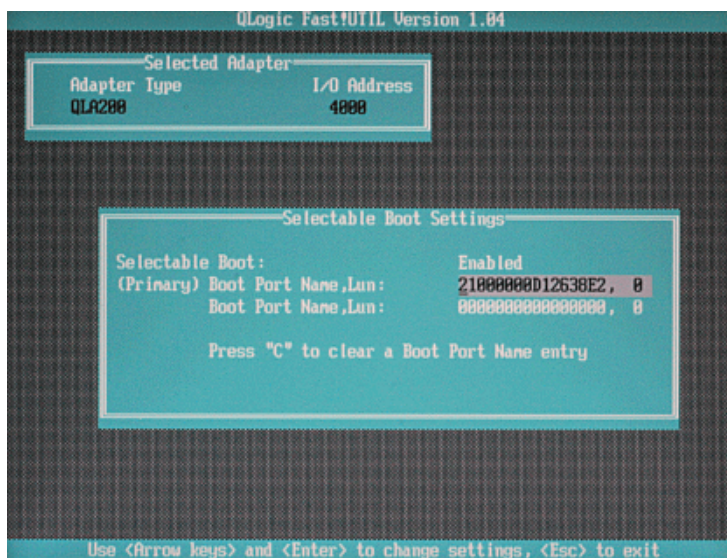 QLogic Fast!UTIL Version 1.04
Selected Adapter
Adapter Type I/O Address
QLA200 4000
Selectable Boot Settings
Selectable Boot: Enabled
(Primary) Boot Port Name,Lun: 21000000D12638E2, 0
Boot Port Name,Lun: 0000000000000000, 0
Press "C" to clear a Boot Port Name entry
Use <Arrow keys> and <Enter> to change settings, <Esc> to exit